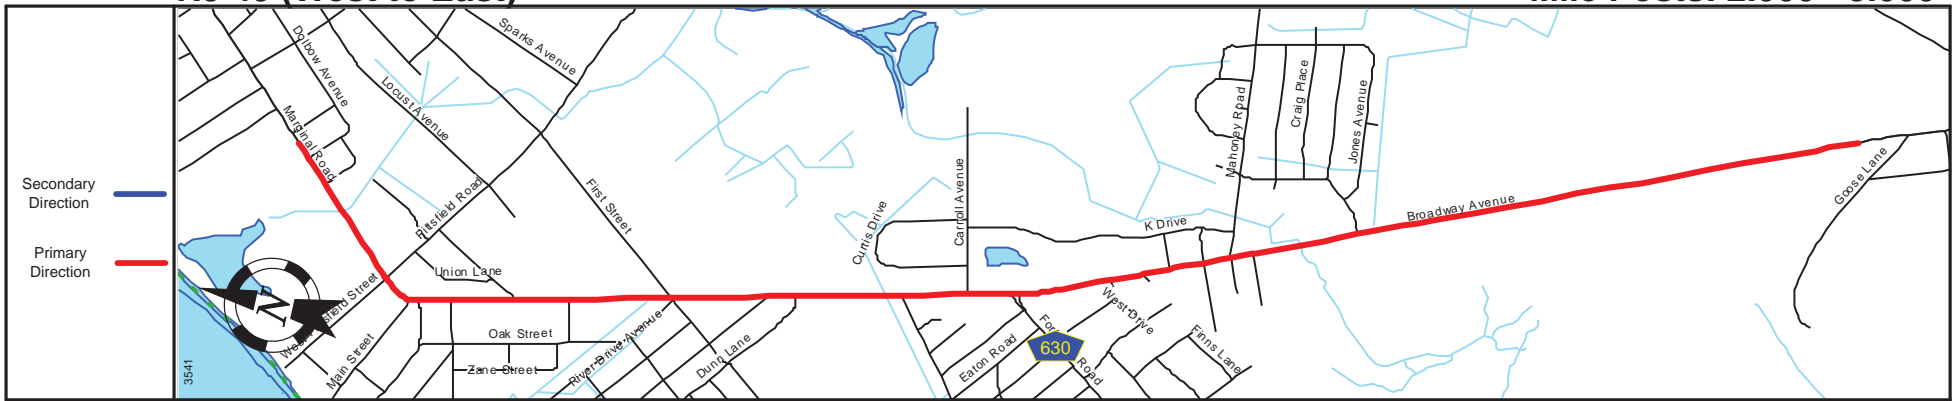 Secondary
Direction
Primary
Direction
Dolbow Avenue
Sparks Avenue
Locust Avenue
Marginal Road
Pittsfield Road
First Street
Union Lane
Main Street
Oak Street
Zane Street
River Drive Avenue
Dunn Lane
Curtis Drive
Carroll Avenue
K Drive
Mahoney Road
Craig Place
Jones Avenue
Broadway Avenue
Goose Lane
Eaton Road
West Drive
Finns Lane
Road
630
N
3541